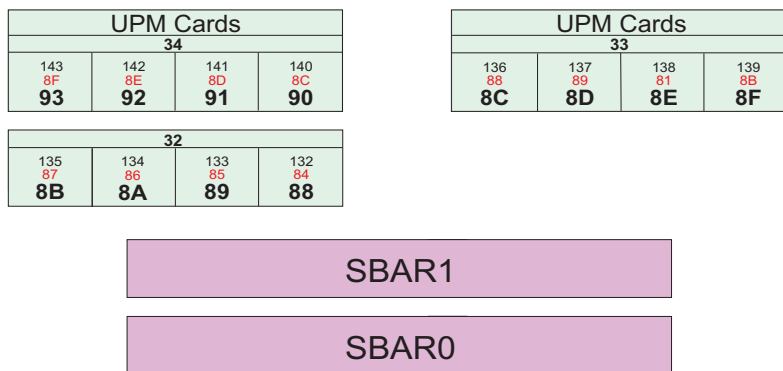 UPM Cards
34
143 142 141 140
8F 8E 8D 8C
93 92 91 90
UPM Cards
33
136 137 138 139
88 89 81 8B
8C 8D 8E 8F
32
135 134 133 132
87 86 85 84
8B 8A 89 88
SBAR1
SBAR0